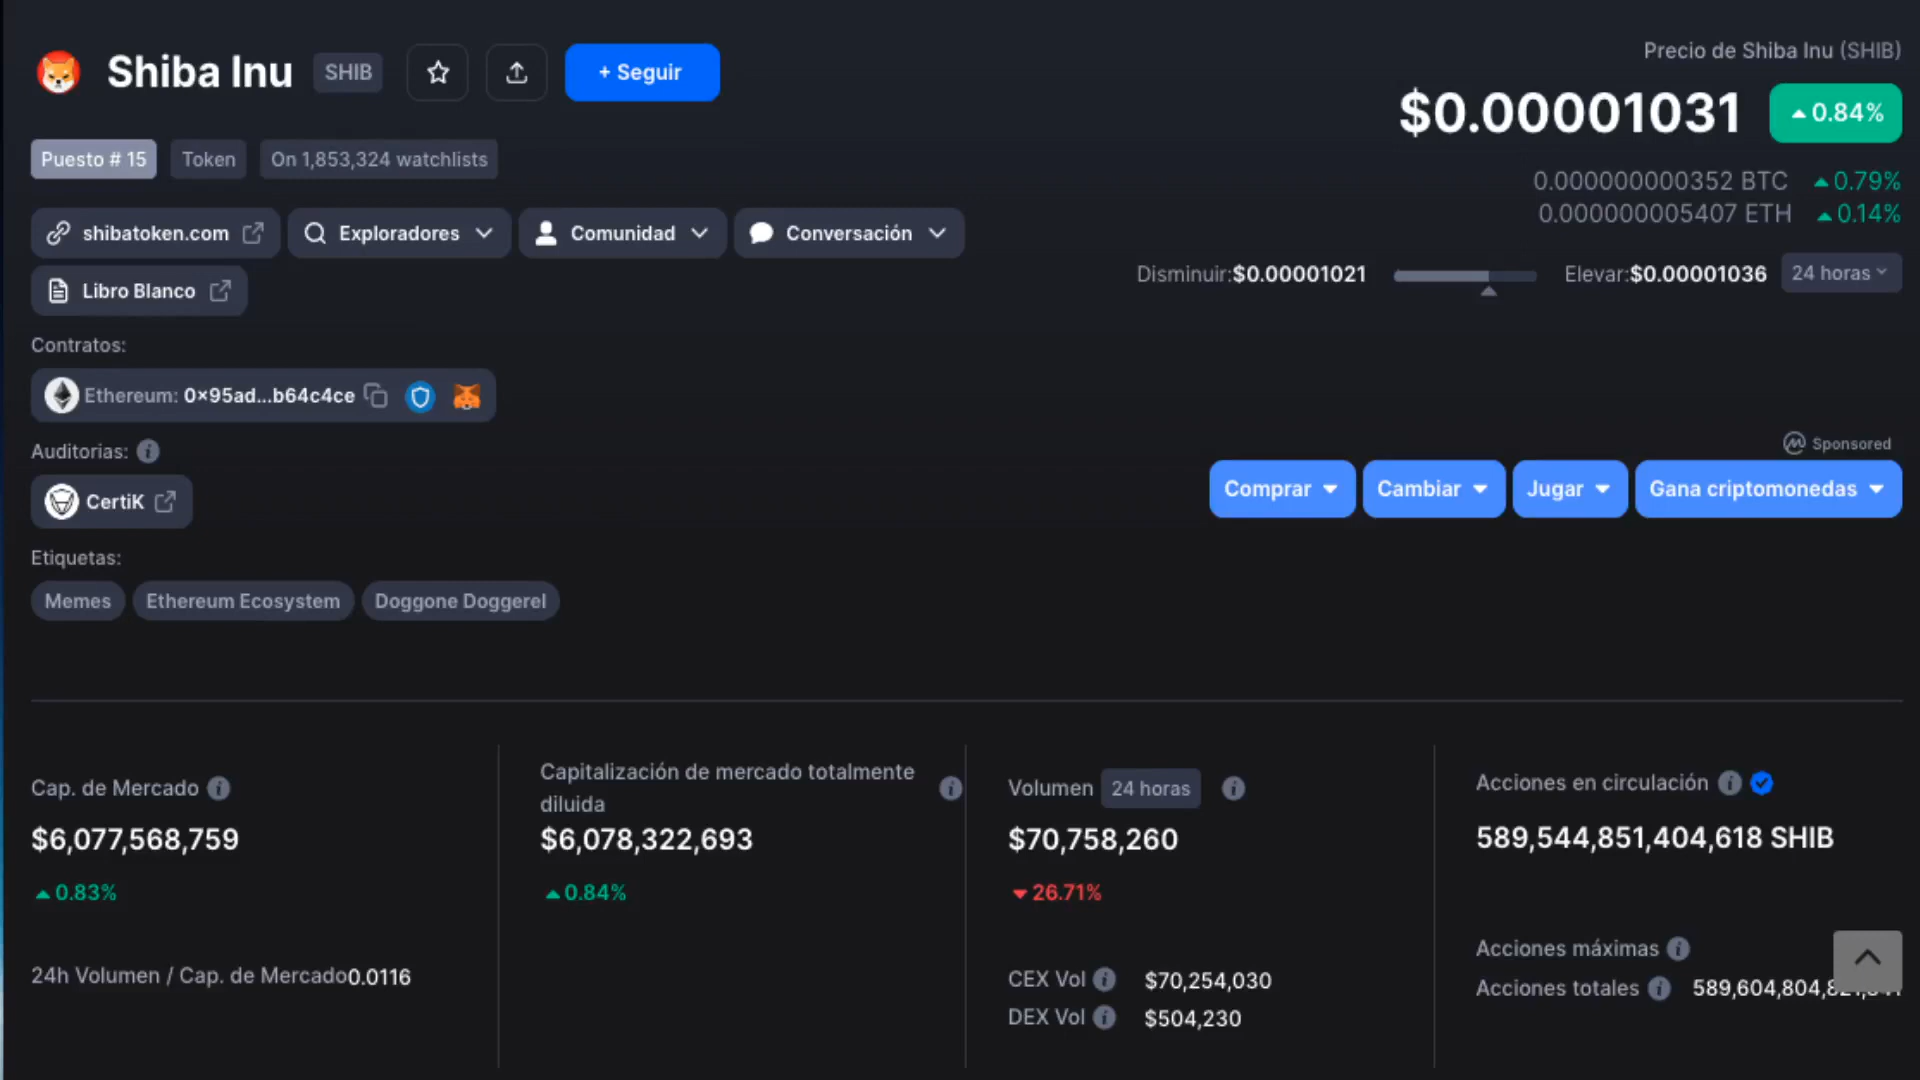 Shiba Inu SHIB + Seguir
Puesto # 15 Token On 1,853,324 watchlists
shibatoken.com Exploradores Comunidad Conversación
Libro Blanco
Contratos:
Ethereum: 0×95ad...b64c4ce
Auditorias:
CertiK
Etiquetas:
Memes Ethereum Ecosystem Doggone Doggerel
Precio de Shiba Inu (SHIB)
$0.00001031 0.84%
0.000000000352 BTC 0.79%
0.000000005407 ETH 0.14%
Disminuir:$0.00001021 Elevar:$0.00001036 24 horas
Sponsored
Comprar Cambiar Jugar Gana criptomonedas
Cap. de Mercado
$6,077,568,759
0.83%
24h Volumen / Cap. de Mercado0.0116
Capitalización de mercado totalmente
diluida
$6,078,322,693
0.84%
Volumen 24 horas
$70,758,260
26.71%
CEX Vol $70,254,030
DEX Vol $504,230
Acciones en circulación
589,544,851,404,618 SHIB
Acciones máximas
Acciones totales